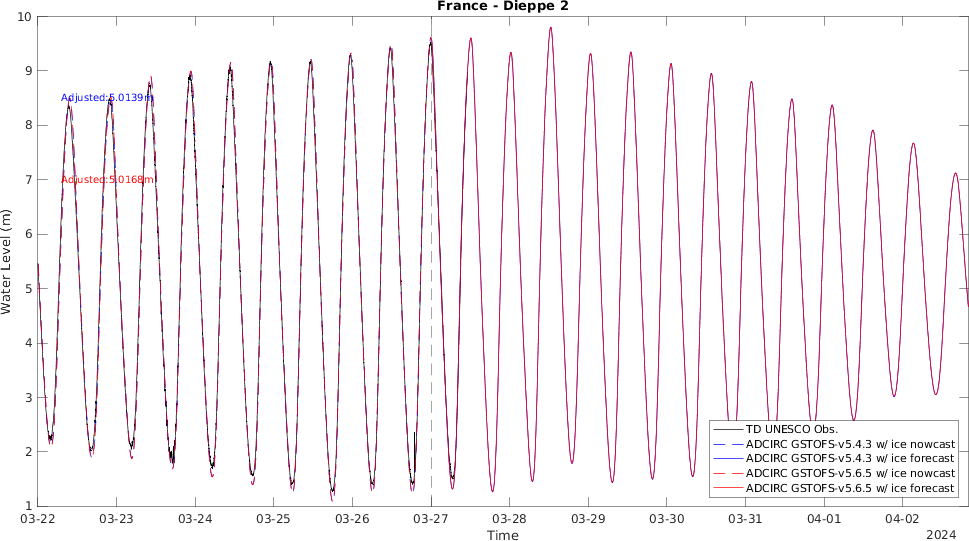 France - Dieppe 2
10
9
8
7
6
5
4
3
2
1
Water Level (m)
Adjusted:5.0139m
Adjusted:5.0168m
TD UNESCO Obs.
ADCIRC GSTOFS-v5.4.3 w/ ice nowcast
ADCIRC GSTOFS-v5.4.3 w/ ice forecast
ADCIRC GSTOFS-v5.6.5 w/ ice nowcast
ADCIRC GSTOFS-v5.6.5 w/ ice forecast
03-22 03-23 03-24 03-25 03-26 03-27 03-28 03-29 03-30 03-31 04-01 04-02
Time
2024